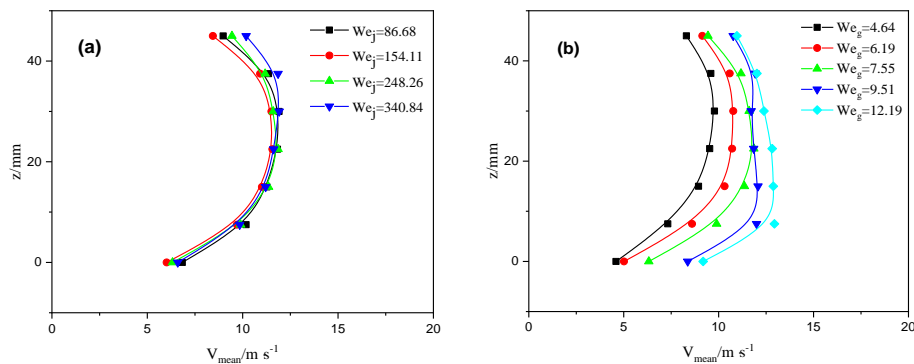 (a)
We_j=86.68
We_j=154.11
We_j=248.26
We_j=340.84
z/mm
40
20
0
0 5 10 15 20
V_mean/m s⁻¹
(b)
We_g=4.64
We_g=6.19
We_g=7.55
We_g=9.51
We_g=12.19
z/mm
40
20
0
0 5 10 15 20
V_mean/m s⁻¹